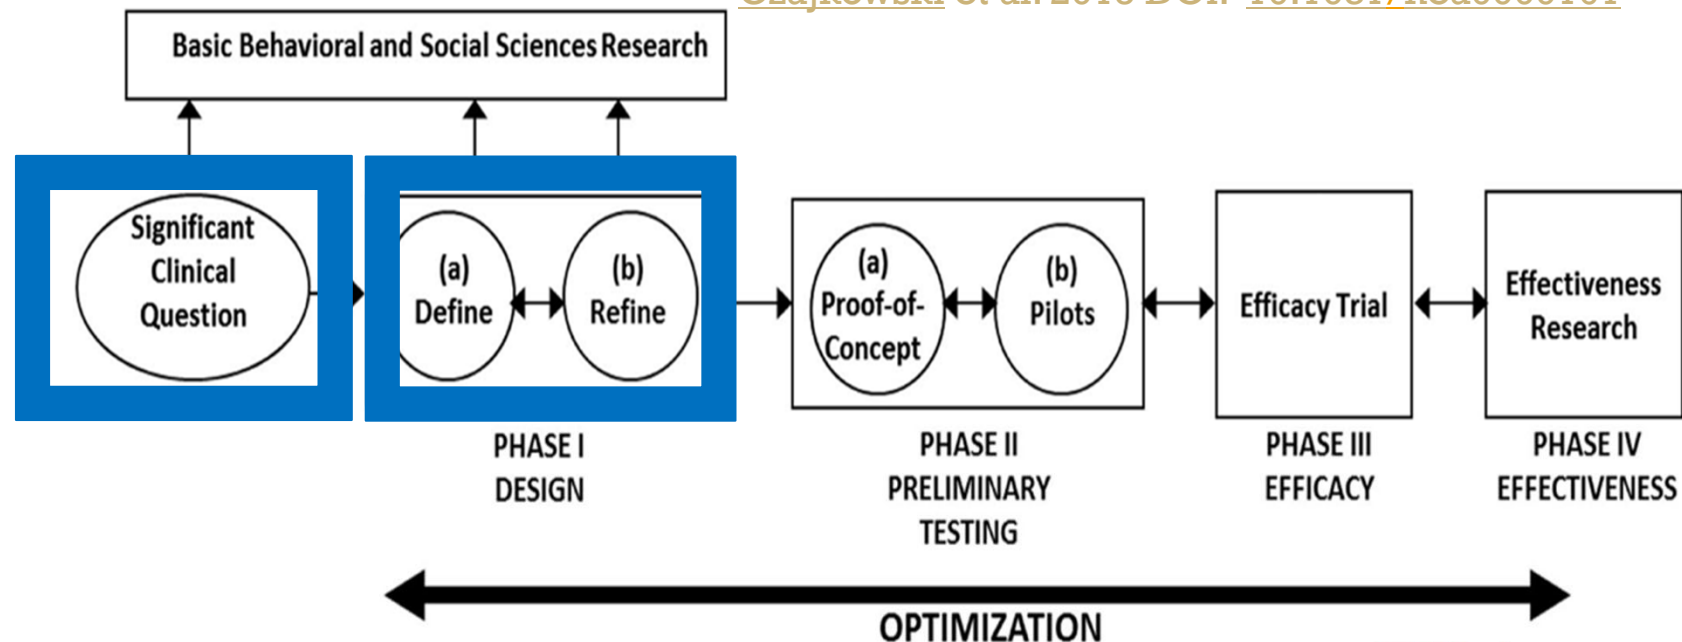 Basic Behavioral and Social Sciences Research
Significant
Clinical
Question
(a)
Define
(b)
Refine
(a)
Proof-of-
Concept
(b)
Pilots
Efficacy Trial
Effectiveness
Research
PHASE I
DESIGN
PHASE II
PRELIMINARY
TESTING
PHASE III
EFFICACY
PHASE IV
EFFECTIVENESS
OPTIMIZATION